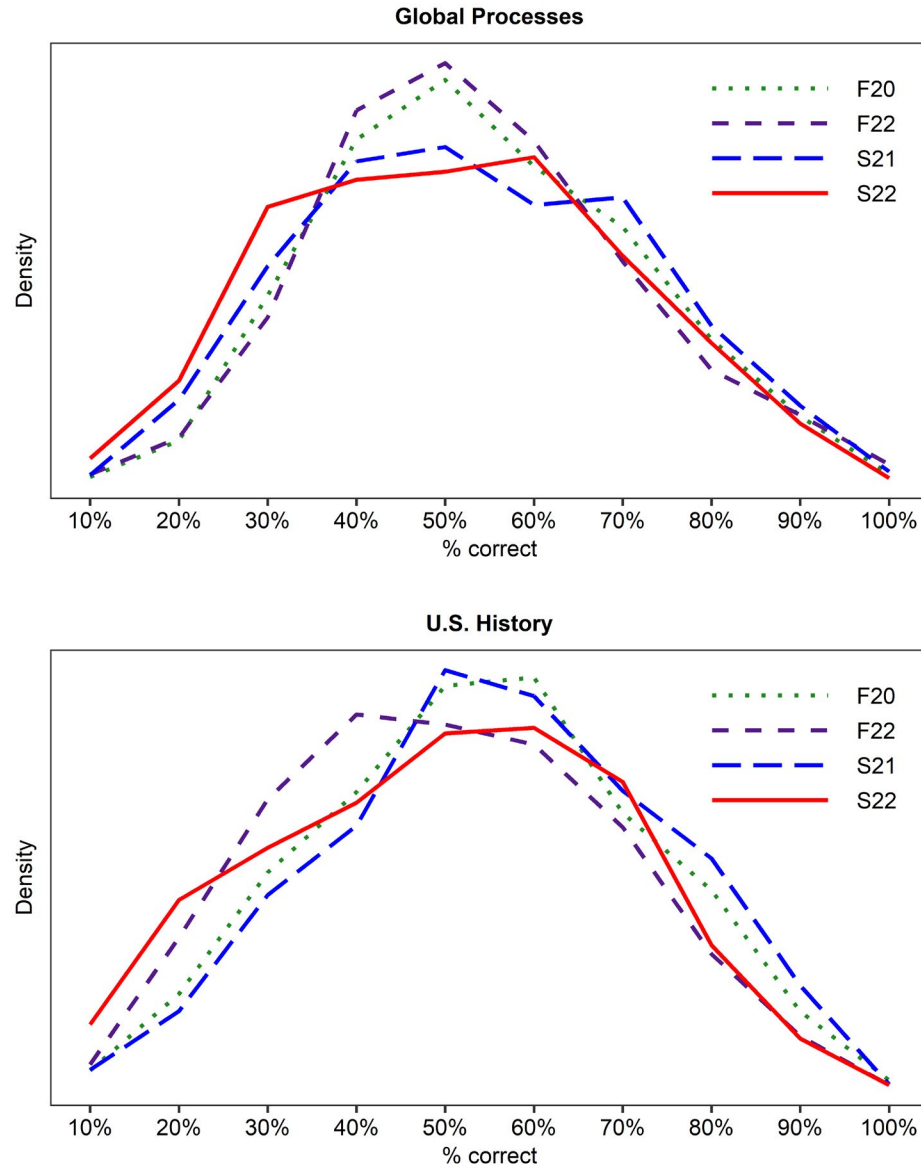 Global Processes
F20
F22
S21
S22
Density
10% 20% 30% 40% 50% 60% 70% 80% 90% 100%
% correct
U.S. History
F20
F22
S21
S22
Density
10% 20% 30% 40% 50% 60% 70% 80% 90% 100%
% correct